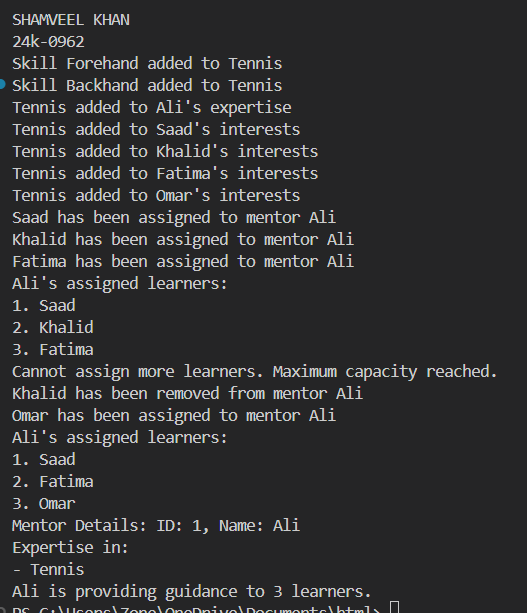 SHAMVEEL KHAN
24k-0962
Skill Forehand added to Tennis
Skill Backhand added to Tennis
Tennis added to Ali's expertise
Tennis added to Saad's interests
Tennis added to Khalid's interests
Tennis added to Fatima's interests
Tennis added to Omar's interests
Saad has been assigned to mentor Ali
Khalid has been assigned to mentor Ali
Fatima has been assigned to mentor Ali
Ali's assigned learners:
1. Saad
2. Khalid
3. Fatima
Cannot assign more learners. Maximum capacity reached.
Khalid has been removed from mentor Ali
Omar has been assigned to mentor Ali
Ali's assigned learners:
1. Saad
2. Fatima
3. Omar
Mentor Details: ID: 1, Name: Ali
Expertise in:
- Tennis
Ali is providing guidance to 3 learners.
PS C:\Users\Zone\OneDrive\Documents\html>